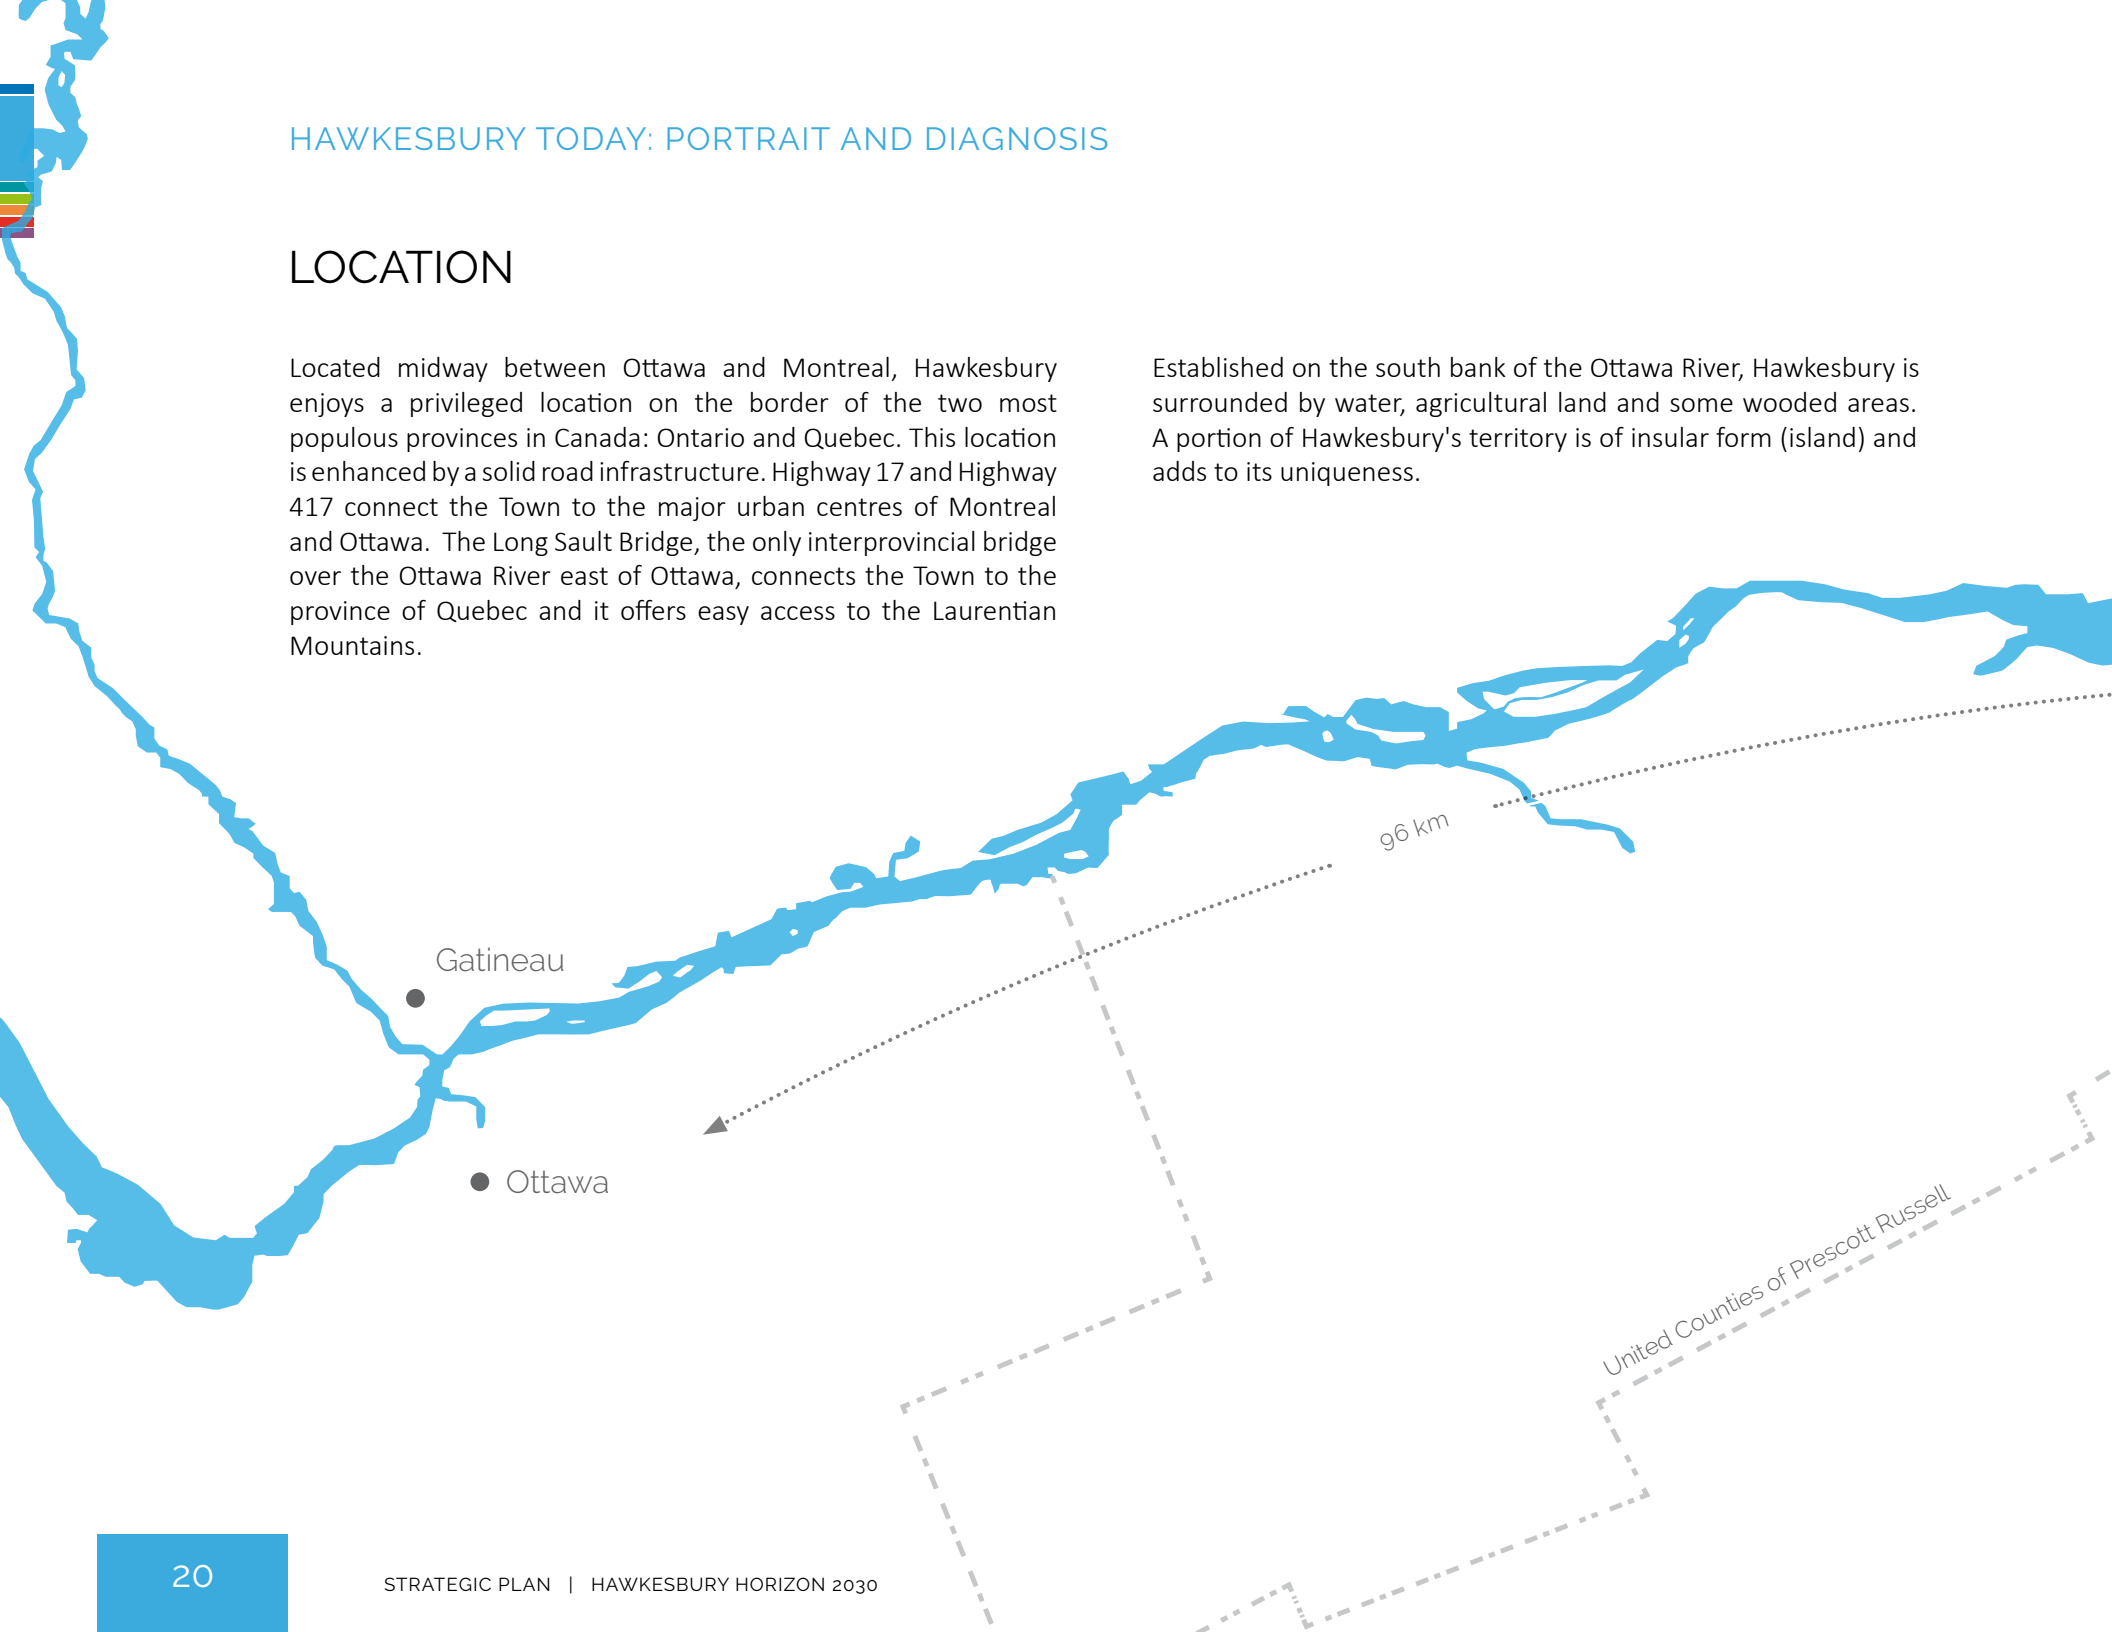 HAWKESBURY TODAY: PORTRAIT AND DIAGNOSIS
LOCATION
Located midway between Ottawa and Montreal, Hawkesbury
enjoys a privileged location on the border of the two most
populous provinces in Canada: Ontario and Quebec. This location
is enhanced by a solid road infrastructure. Highway 17 and Highway
417 connect the Town to the major urban centres of Montreal
and Ottawa. The Long Sault Bridge, the only interprovincial bridge
over the Ottawa River east of Ottawa, connects the Town to the
province of Quebec and it offers easy access to the Laurentian
Mountains.
Established on the south bank of the Ottawa River, Hawkesbury is
surrounded by water, agricultural land and some wooded areas.
A portion of Hawkesbury's territory is of insular form (island) and
adds to its uniqueness.
96 km
Gatineau
Ottawa
United Counties of Prescott Russell
20
STRATEGIC PLAN | HAWKESBURY HORIZON 2030